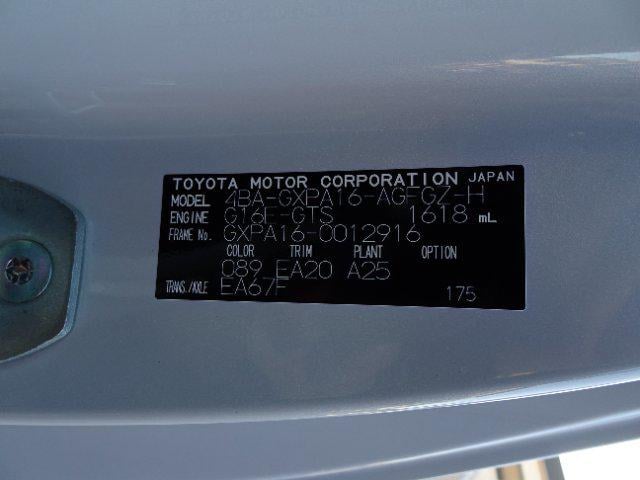 TOYOTA MOTOR CORPORATION JAPAN
MODEL 4BA-GXPA16-AGFGZ-H
ENGINE G16E-GTS 1618 mL
FRAME No. GXPA16-0012916
COLOR TRIM PLANT OPTION
089 EA20 A25
TRANS./AXLE EA67F 175